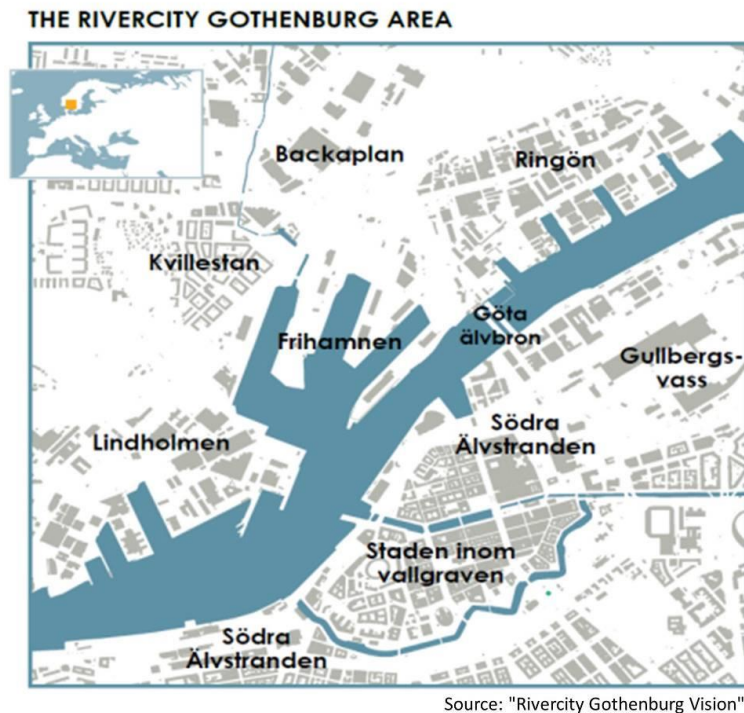 THE RIVERCITY GOTHENBURG AREA
Backaplan
Ringön
Kvillestan
Göta
älvbron
Frihamnen
Gullbergs-
vass
Södra
Älvstranden
Lindholmen
Staden inom
vallgraven
Södra
Älvstranden
Source: "Rivercity Gothenburg Vision"